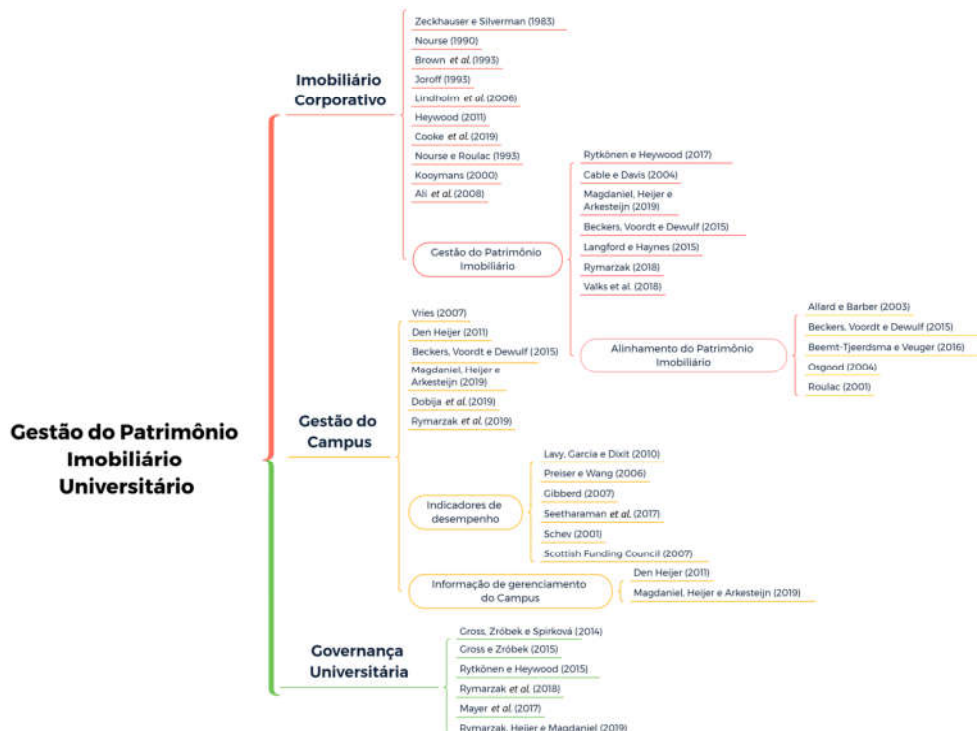 Gestão do Patrimônio
Imobiliário
Universitário
Imobiliário
Corporativo
Zeckhauser e Silverman (1983)
Nourse (1990)
Brown et al. (1993)
Joroff (1993)
Lindholm et al. (2006)
Heywood (2011)
Cooke et al. (2019)
Nourse e Roulac (1993)
Kooymans (2000)
Ali et al. (2008)
Gestão do Patrimônio
Imobiliário
Rytkönen e Heywood (2017)
Cable e Davis (2004)
Magdaniel, Heijer e
Arkesteijn (2019)
Beckers, Voordt e Dewulf (2015)
Langford e Haynes (2015)
Rymarzak (2018)
Valks et al. (2018)
Alinhamento do Patrimônio
Imobiliário
Allard e Barber (2003)
Beckers, Voordt e Dewulf (2015)
Beemt-Tjeerdsma e Veuger (2016)
Osgood (2004)
Roulac (2001)
Gestão do
Campus
Vries (2007)
Den Heijer (2011)
Beckers, Voordt e Dewulf (2015)
Magdaniel, Heijer e
Arkesteijn (2019)
Dobija et al. (2019)
Rymarzak et al. (2019)
Indicadores de
desempenho
Lavy, Garcia e Dixit (2010)
Preiser e Wang (2006)
Gibberd (2007)
Seetharaman et al. (2017)
Schev (2001)
Scottish Funding Council (2007)
Informação de gerenciamento
do Campus
Den Heijer (2011)
Magdaniel, Heijer e Arkesteijn (2019)
Governança
Universitária
Gross, Zróbek e Spirková (2014)
Gross e Zróbek (2015)
Rytkönen e Heywood (2015)
Rymarzak et al. (2018)
Mayer et al. (2017)
Rymarzak, Heijer e Magdaniel (2019)